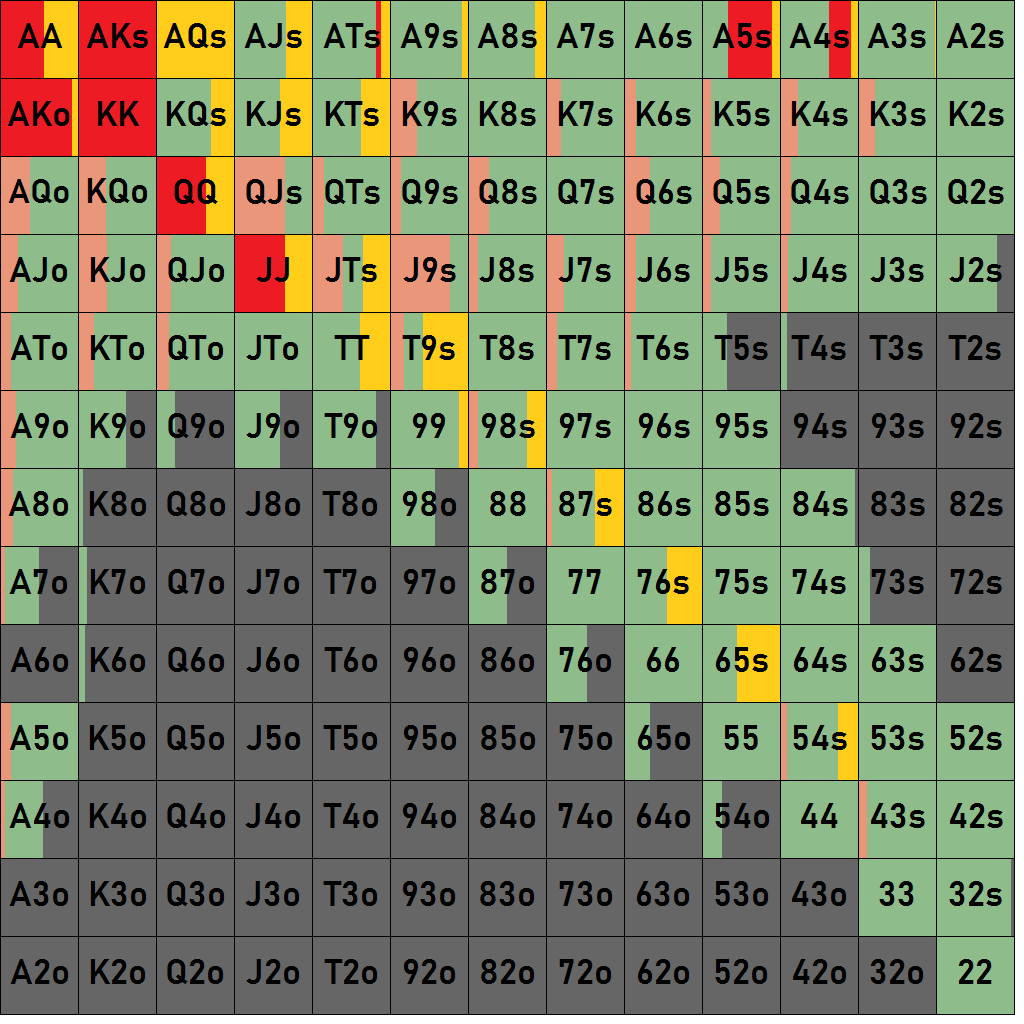 AA AKs AQs AJs ATs A9s A8s A7s A6s A5s A4s A3s A2s
AKo KK KQs KJs KTs K9s K8s K7s K6s K5s K4s K3s K2s
AQo KQo QQ QJs QTs Q9s Q8s Q7s Q6s Q5s Q4s Q3s Q2s
AJo KJo QJo JJ JTs J9s J8s J7s J6s J5s J4s J3s J2s
ATo KTo QTo JTo TT T9s T8s T7s T6s T5s T4s T3s T2s
A9o K9o Q9o J9o T9o 99 98s 97s 96s 95s 94s 93s 92s
A8o K8o Q8o J8o T8o 98o 88 87s 86s 85s 84s 83s 82s
A7o K7o Q7o J7o T7o 97o 87o 77 76s 75s 74s 73s 72s
A6o K6o Q6o J6o T6o 96o 86o 76o 66 65s 64s 63s 62s
A5o K5o Q5o J5o T5o 95o 85o 75o 65o 55 54s 53s 52s
A4o K4o Q4o J4o T4o 94o 84o 74o 64o 54o 44 43s 42s
A3o K3o Q3o J3o T3o 93o 83o 73o 63o 53o 43o 33 32s
A2o K2o Q2o J2o T2o 92o 82o 72o 62o 52o 42o 32o 22